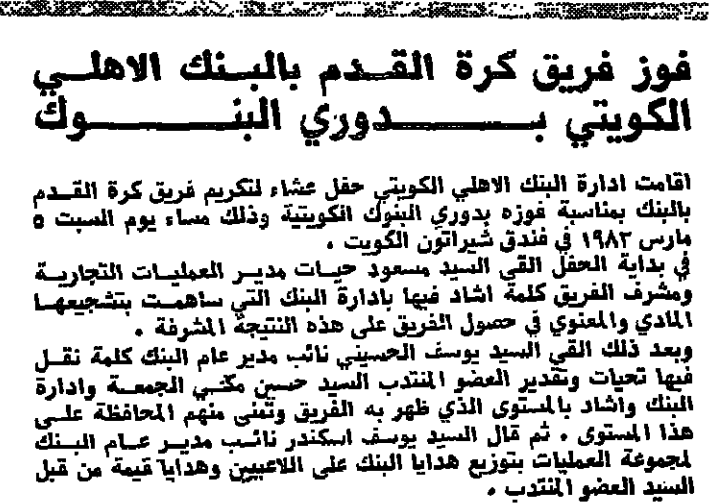 فوز فريق كرة القدم بالبنك الاهلي
الكويتي بدوري البنوك
اقامت ادارة البنك الاهلي الكويتي حفل عشاء لتكريم فريق كرة القدم
بالبنك بمناسبة فوزه بدوري البنوك الكويتية وذلك مساء يوم السبت ٥
مارس ١٩٨٣ في فندق شيراتون الكويت .
في بداية الحفل القي السيد مسعود حيات مدير العمليات التجارية
ومشرف الفريق كلمة اشاد فيها بادارة البنك التي ساهمت بتشجيعها
المادي والمعنوي في حصول الفريق على هذه النتيجة المشرفة .
وبعد ذلك القي السيد يوسف الحسيني نائب مدير عام البنك كلمة نقل
فيها تحيات وتقدير العضو المنتدب السيد حسين مكي الجمعة وادارة
البنك واشاد بالمستوى الذي ظهر به الفريق وتمنى منهم المحافظة على
هذا المستوى . ثم قال السيد يوسف اسكندر نائب مدير عام البنك
لمجموعة العمليات بتوزيع هدايا البنك على اللاعبين وهدايا قيمة من قبل
السيد العضو المنتدب .